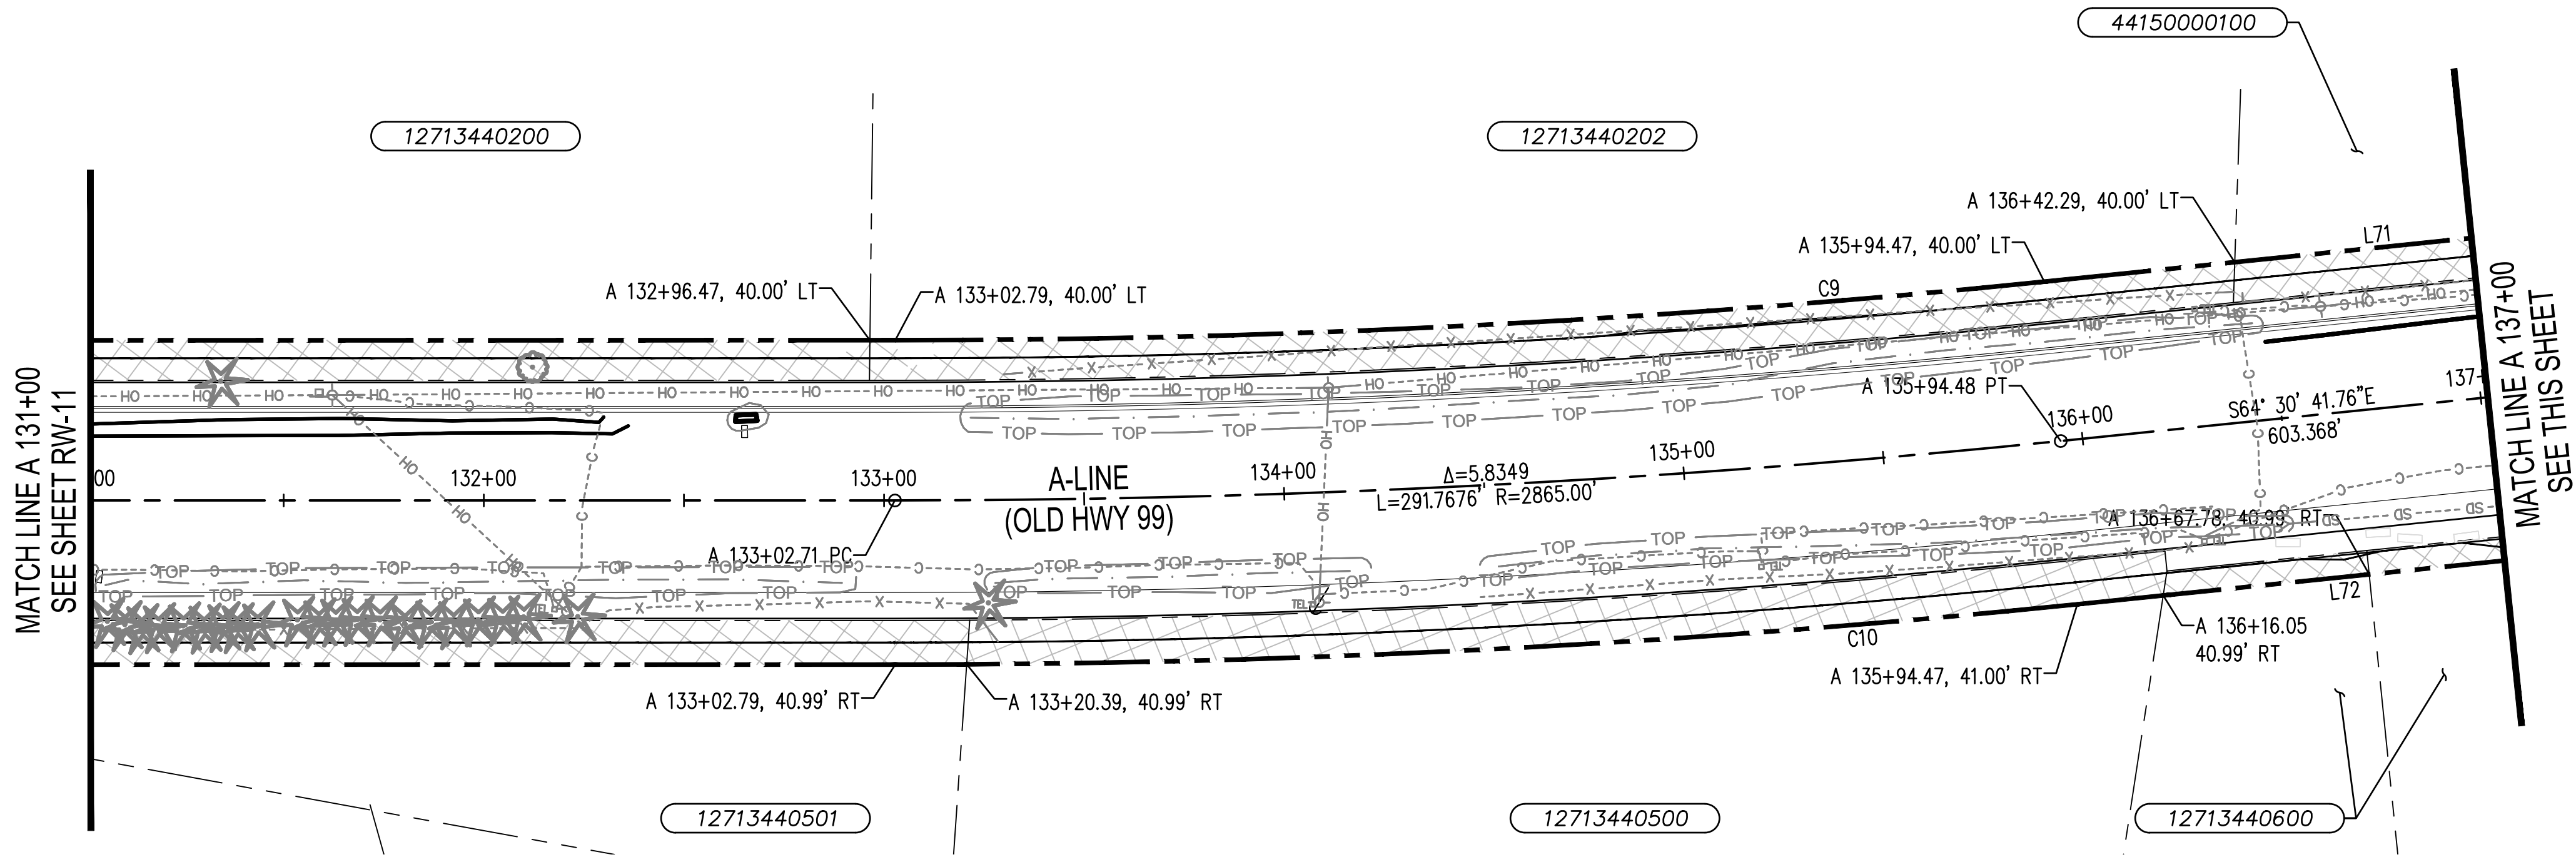 44150000100
12713440200
12713440202
A 136+42.29, 40.00' LT
A 135+94.47, 40.00' LT
L71
C9
A 132+96.47, 40.00' LT
A 133+02.79, 40.00' LT
MATCH LINE A 131+00
SEE SHEET RW-11
MATCH LINE A 137+00
SEE THIS SHEET
A 135+94.48 PT
136+00
137+
S64° 30' 41.76"E
603.368'
00
132+00
133+00
134+00
135+00
A-LINE
(OLD HWY 99)
Δ=5.8349
L=291.7676' R=2865.00'
A 133+02.71 PC
A 136+67.78, 40.99' RT
L72
C10
A 136+16.05
40.99' RT
A 135+94.47, 41.00' RT
A 133+02.79, 40.99' RT
A 133+20.39, 40.99' RT
12713440501
12713440500
12713440600